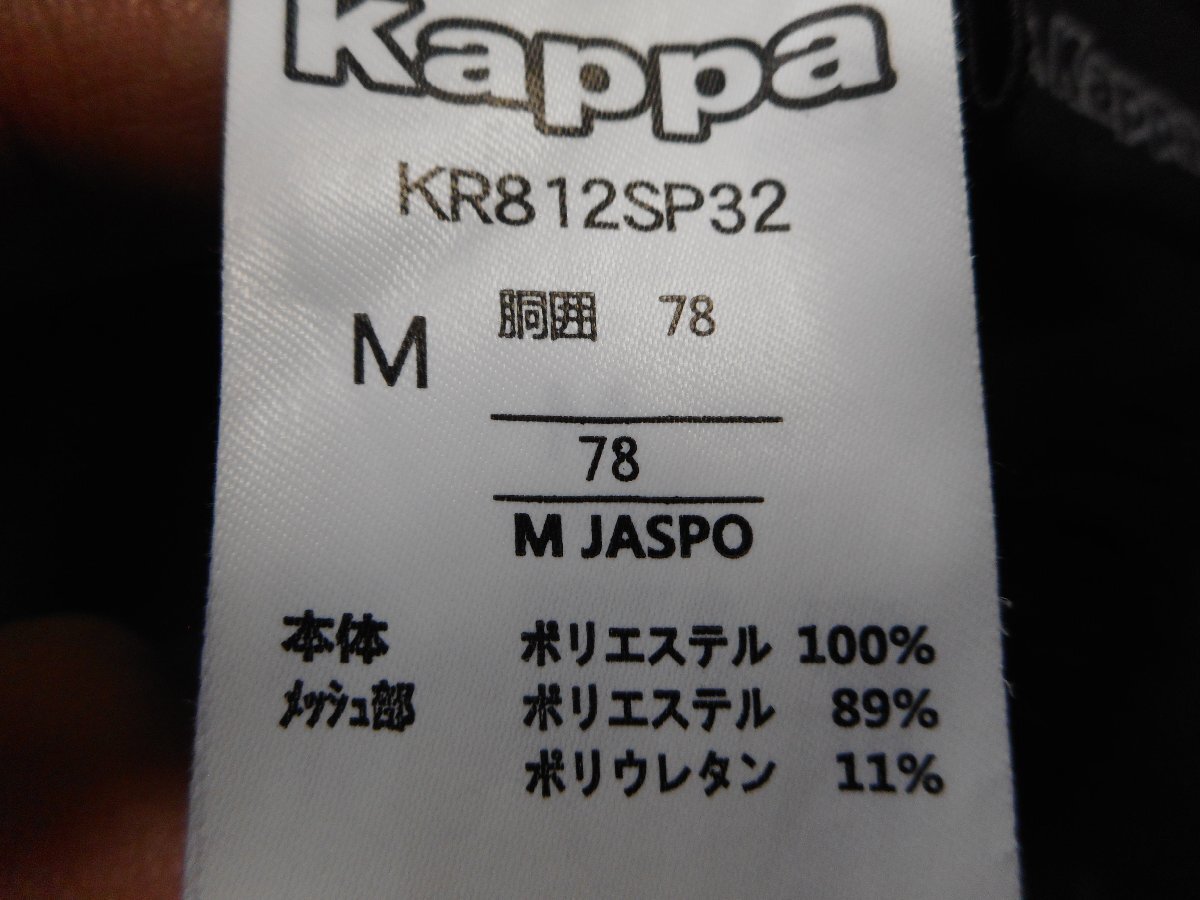 Kappa
KR812SP32
M 胴囲 78
78
M JASPO
本体 ポリエステル 100%
メッシュ部 ポリエステル 89%
ポリウレタン 11%